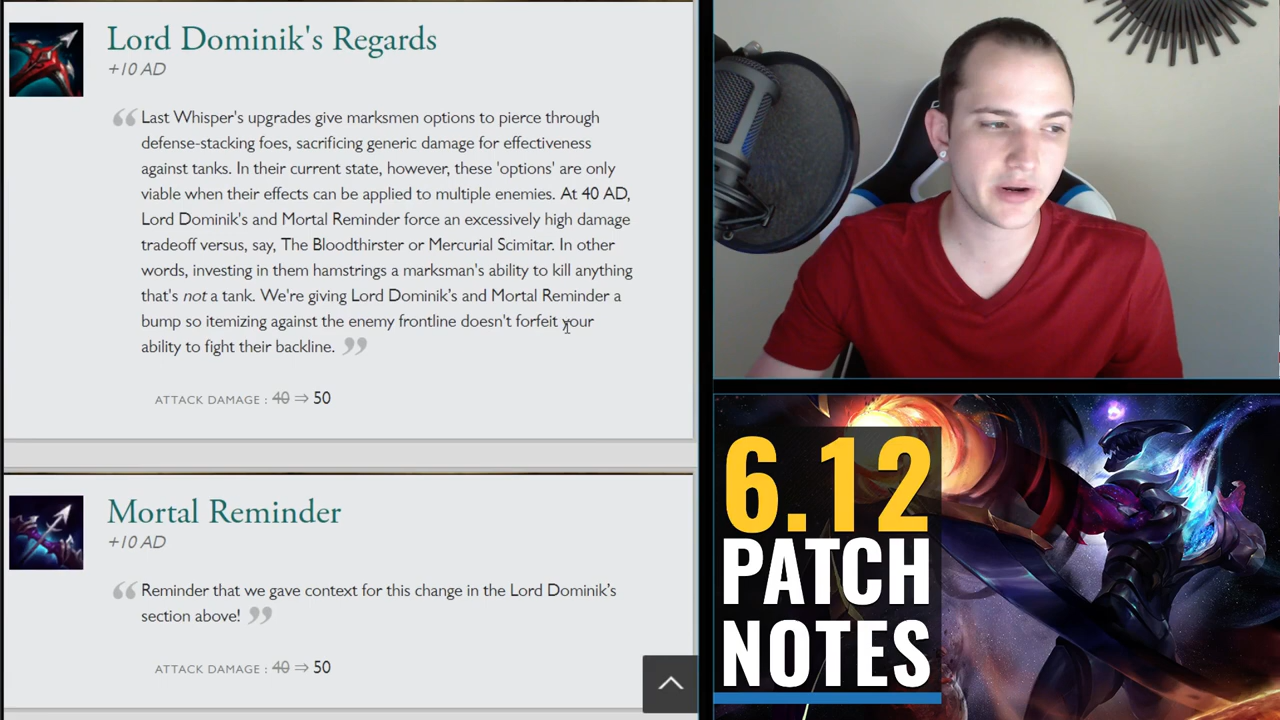 Lord Dominik's Regards
+10 AD
“ Last Whisper's upgrades give marksmen options to pierce through
defense-stacking foes, sacrificing generic damage for effectiveness
against tanks. In their current state, however, these 'options' are only
viable when their effects can be applied to multiple enemies. At 40 AD,
Lord Dominik's and Mortal Reminder force an excessively high damage
tradeoff versus, say, The Bloodthirster or Mercurial Scimitar. In other
words, investing in them hamstrings a marksman's ability to kill anything
that's not a tank. We're giving Lord Dominik's and Mortal Reminder a
bump so itemizing against the enemy frontline doesn't forfeit your
ability to fight their backline. ”
ATTACK DAMAGE : 40 ⇒ 50
Mortal Reminder
+10 AD
“ Reminder that we gave context for this change in the Lord Dominik's
section above! ”
ATTACK DAMAGE : 40 ⇒ 50
6.12
PATCH
NOTES